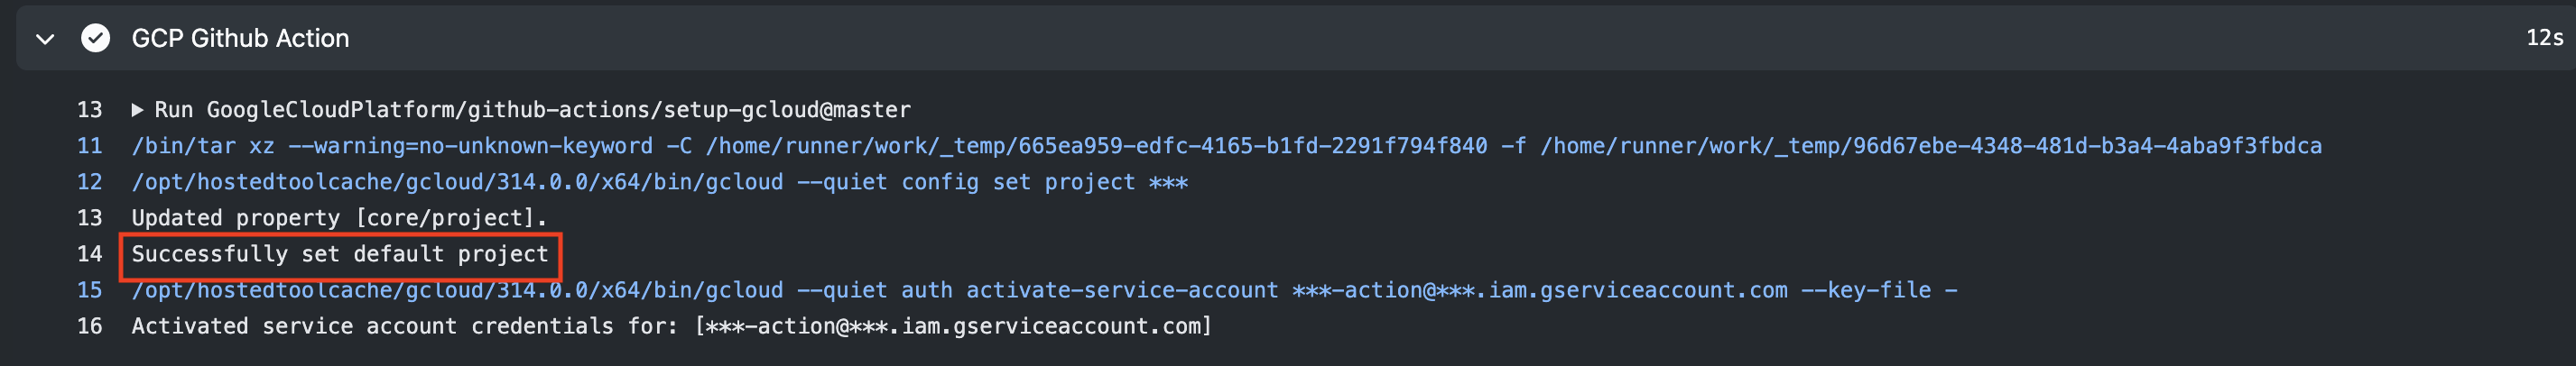 GCP Github Action 12s
13 Run GoogleCloudPlatform/github-actions/setup-gcloud@master
11 /bin/tar xz --warning=no-unknown-keyword -C /home/runner/work/_temp/665ea959-edfc-4165-b1fd-2291f794f840 -f /home/runner/work/_temp/96d67ebe-4348-481d-b3a4-4aba9f3fbdca
12 /opt/hostedtoolcache/gcloud/314.0.0/x64/bin/gcloud --quiet config set project ***
13 Updated property [core/project].
14 Successfully set default project
15 /opt/hostedtoolcache/gcloud/314.0.0/x64/bin/gcloud --quiet auth activate-service-account ***-action@***.iam.gserviceaccount.com --key-file -
16 Activated service account credentials for: [***-action@***.iam.gserviceaccount.com]